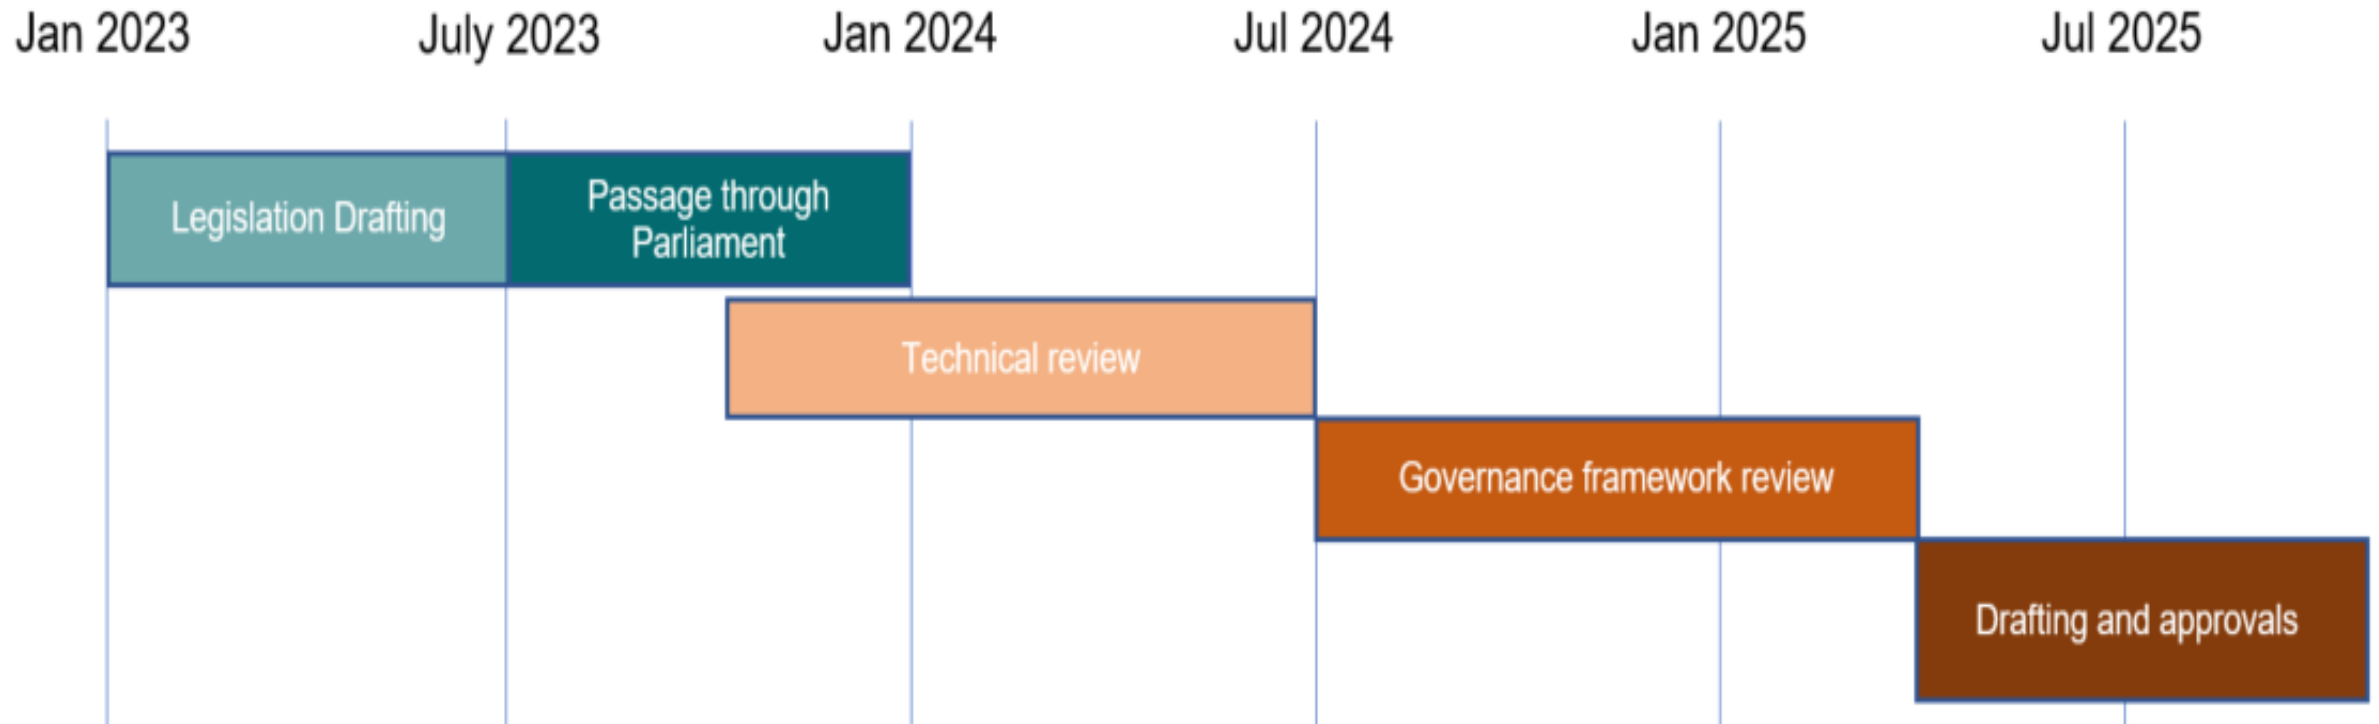 Jan 2023
July 2023
Jan 2024
Jul 2024
Jan 2025
Jul 2025
Legislation Drafting
Passage through
Parliament
Technical review
Governance framework review
Drafting and approvals